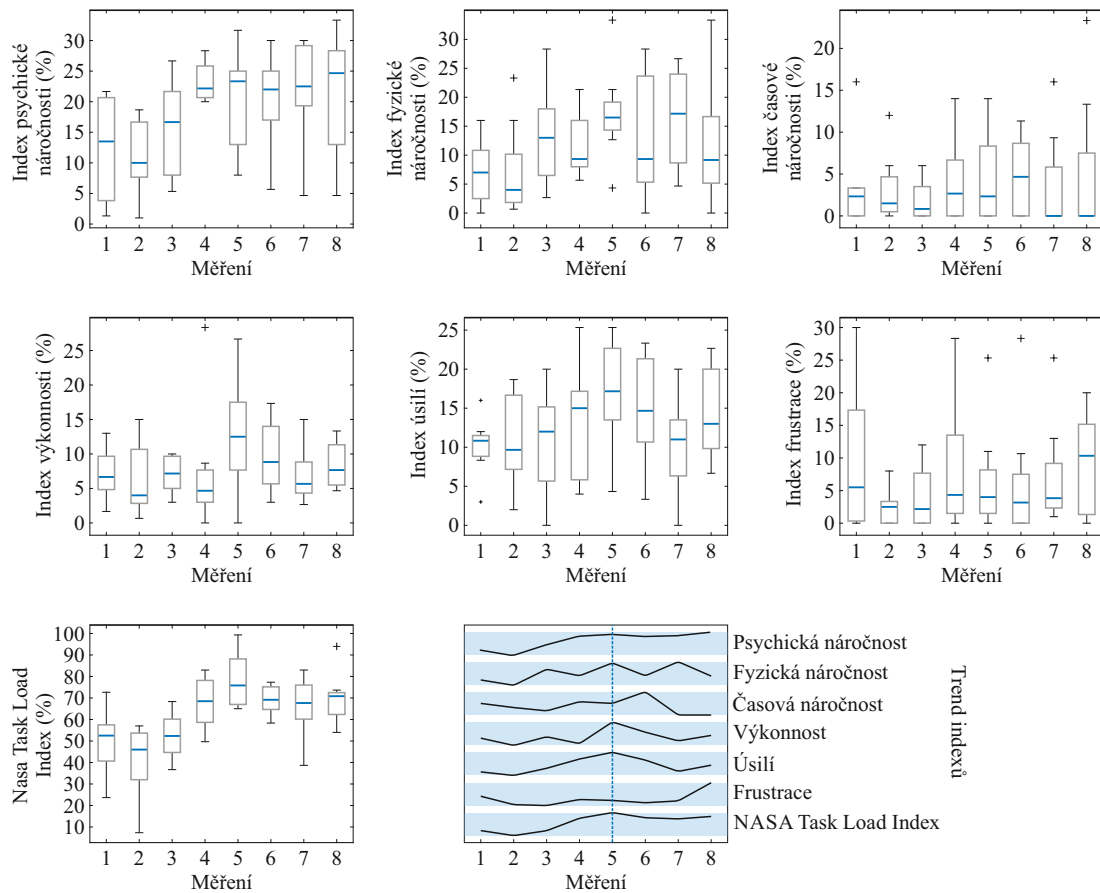 Index psychické
náročnosti (%)
30
25
20
15
10
5
0
1 2 3 4 5 6 7 8
Měření
Index fyzické
náročnosti (%)
30
25
20
15
10
5
0
1 2 3 4 5 6 7 8
Měření
Index časové
náročnosti (%)
20
15
10
5
0
1 2 3 4 5 6 7 8
Měření
Index výkonnosti (%)
25
20
15
10
5
0
1 2 3 4 5 6 7 8
Měření
Index úsilí (%)
25
20
15
10
5
0
1 2 3 4 5 6 7 8
Měření
Index frustrace (%)
30
25
20
15
10
5
0
1 2 3 4 5 6 7 8
Měření
Nasa Task Load
Index (%)
100
90
80
70
60
50
40
30
20
10
1 2 3 4 5 6 7 8
Měření
Psychická náročnost
Fyzická náročnost
Časová náročnost
Výkonnost
Úsilí
Frustrace
NASA Task Load Index
Trend indexů
1 2 3 4 5 6 7 8
Měření